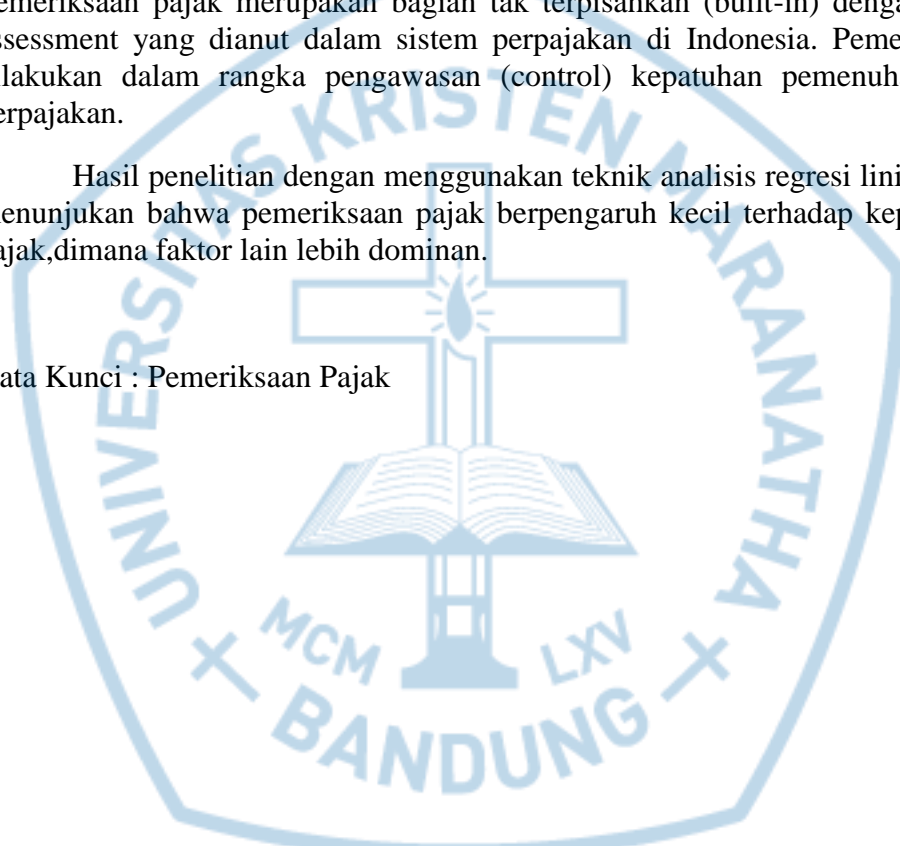 emeriksaan pajak merupakan bagian tak terpisahkan (built-in) denga
ssessment yang dianut dalam sistem perpajakan di Indonesia. Peme
ilakukan dalam rangka pengawasan (control) kepatuhan pemenuh
erpajakan.
Hasil penelitian dengan menggunakan teknik analisis regresi lini
enunjukan bahwa pemeriksaan pajak berpengaruh kecil terhadap kep
ajak,dimana faktor lain lebih dominan.
ata Kunci : Pemeriksaan Pajak
UNIVERSITAS KRISTEN MARANATHA
MCM LXV
BANDUNG